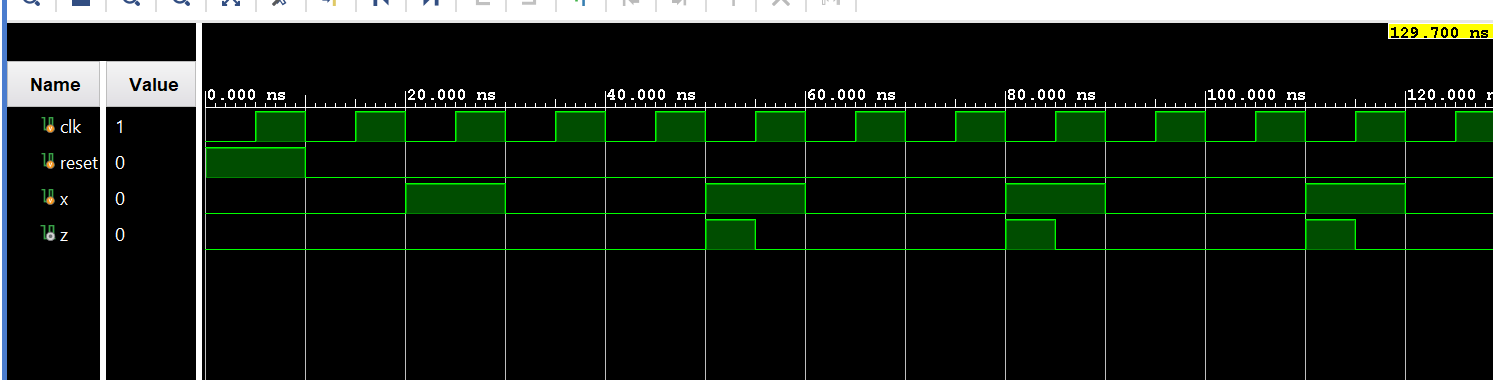 129.700 ns
Name Value
0.000 ns 20.000 ns 40.000 ns 60.000 ns 80.000 ns 100.000 ns 120.000 n
clk 1
reset 0
x 0
z 0